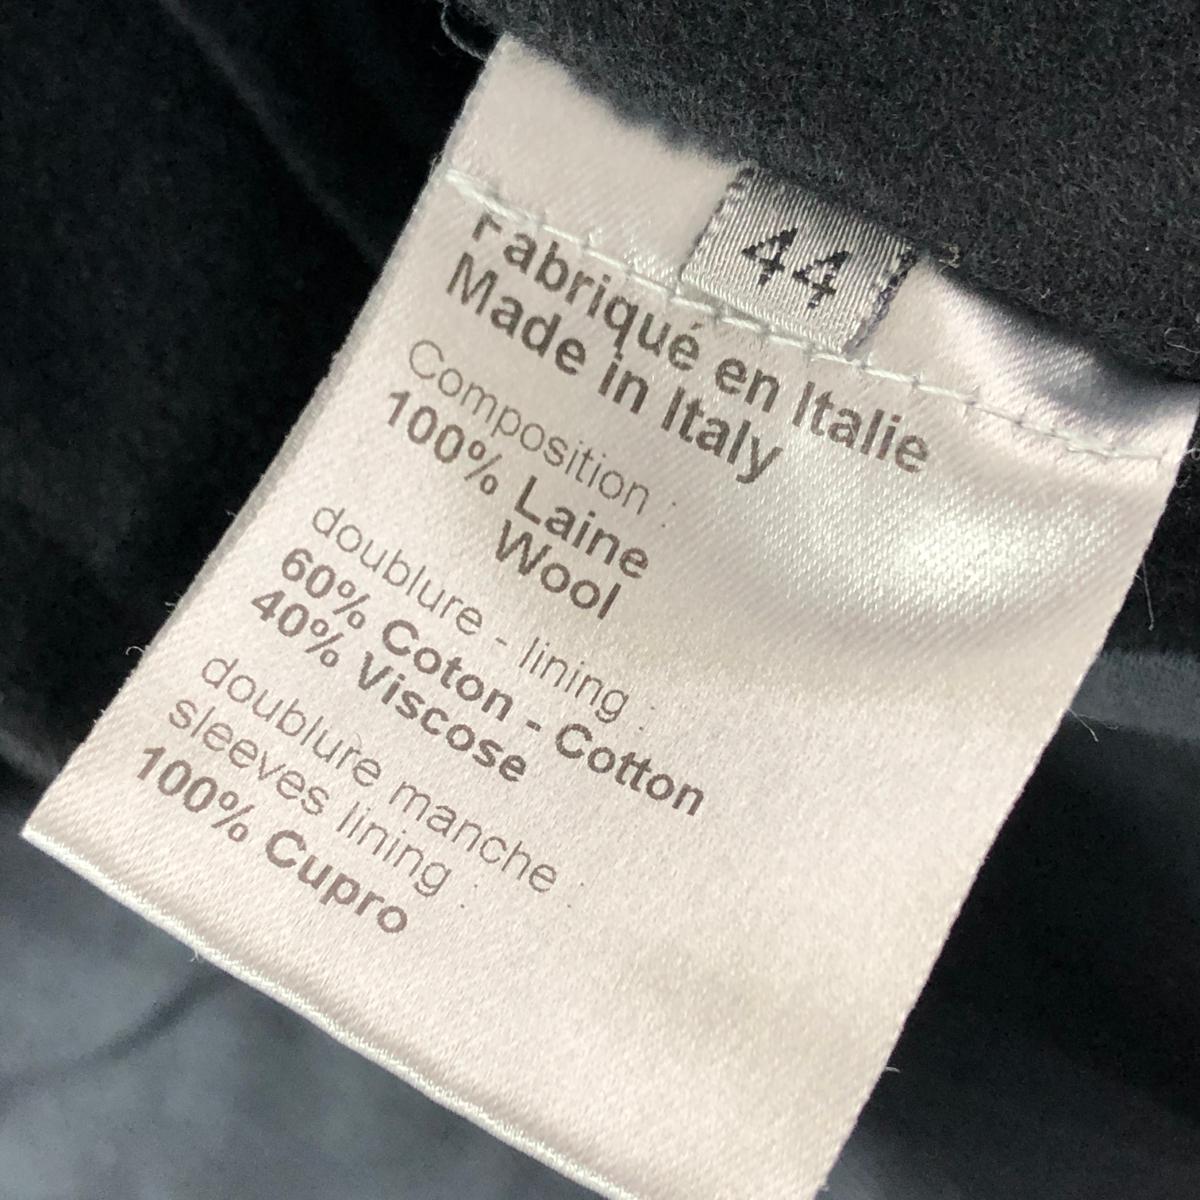 44
Fabriqué en Italie
Made in Italy
Composition :
100% Laine
Wool
doublure - lining :
60% Coton - Cotton
40% Viscose
doublure manche :
sleeves lining :
100% Cupro